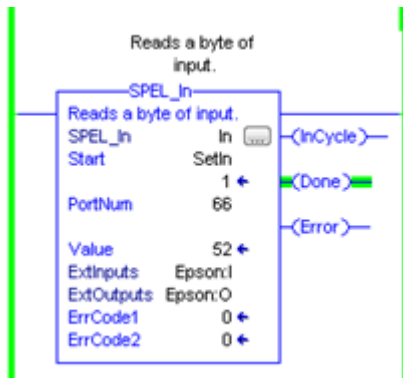 Reads a byte of
input.
SPEL_In
Reads a byte of input.
SPEL_In In ...
(InCycle)
Start SetIn
1
(Done)
PortNum 66
(Error)
Value 52
ExtInputs Epson:I
ExtOutputs Epson:O
ErrCode1 0
ErrCode2 0